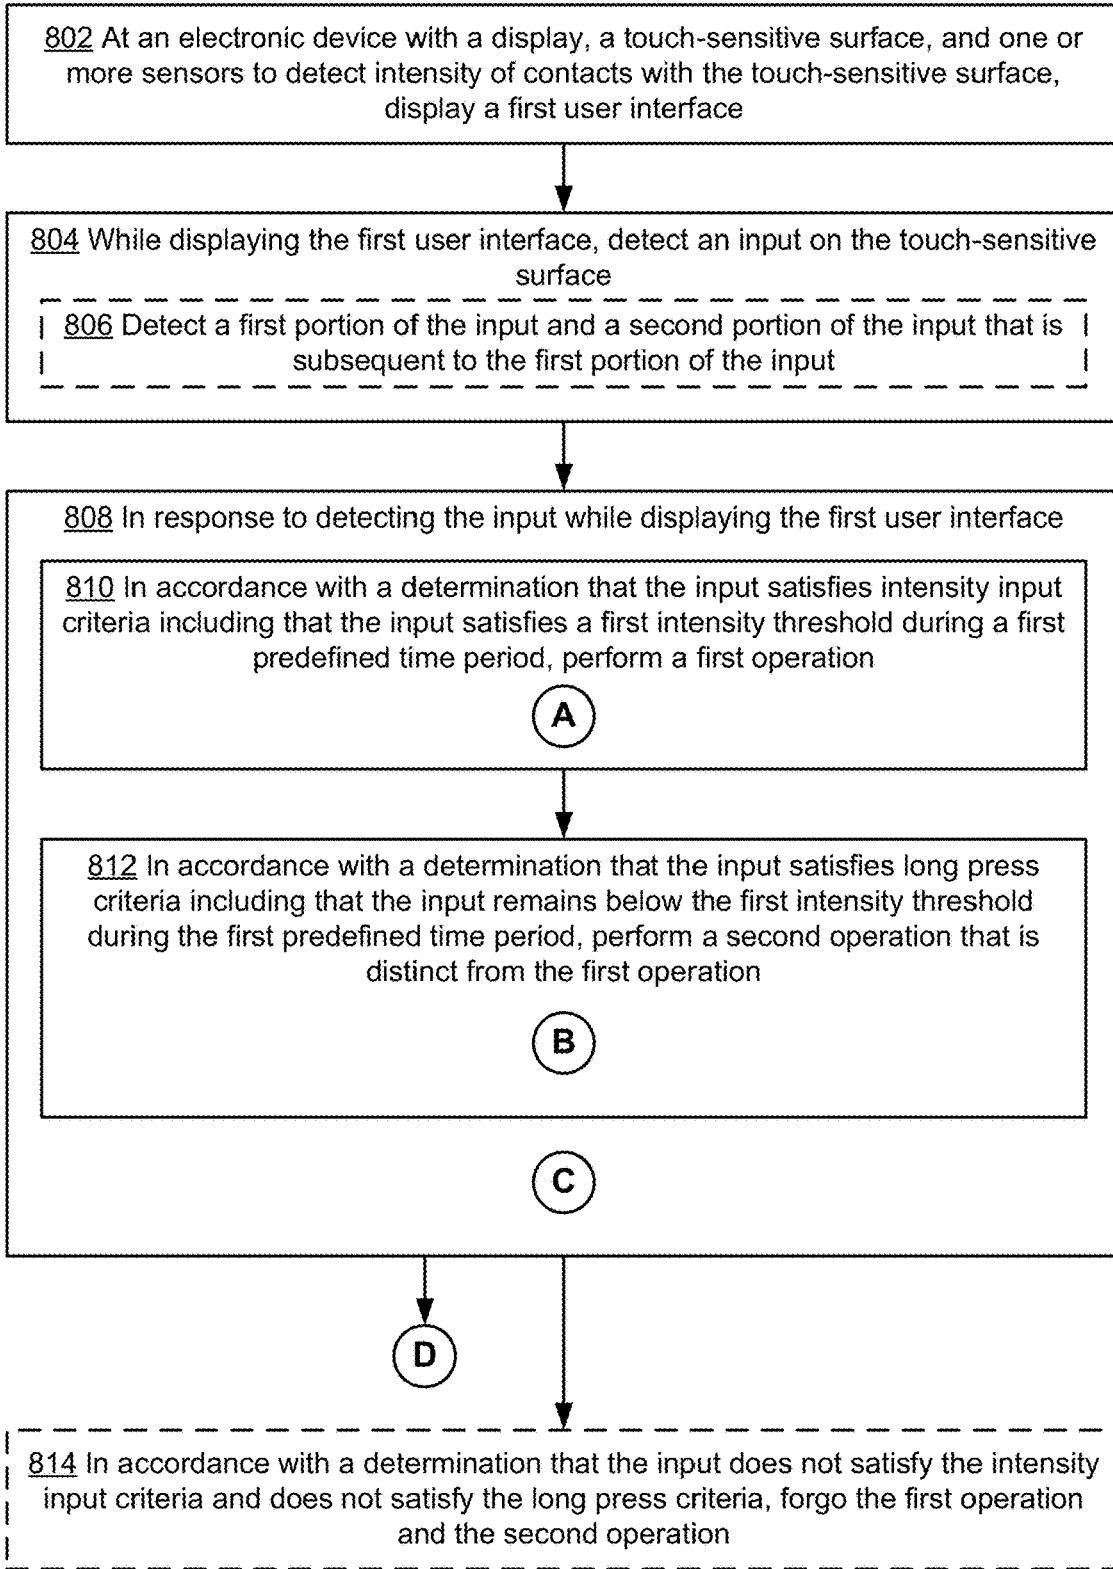 802 At an electronic device with a display, a touch-sensitive surface, and one or
more sensors to detect intensity of contacts with the touch-sensitive surface,
display a first user interface
804 While displaying the first user interface, detect an input on the touch-sensitive
surface
806 Detect a first portion of the input and a second portion of the input that is
subsequent to the first portion of the input
808 In response to detecting the input while displaying the first user interface
810 In accordance with a determination that the input satisfies intensity input
criteria including that the input satisfies a first intensity threshold during a first
predefined time period, perform a first operation
A
812 In accordance with a determination that the input satisfies long press
criteria including that the input remains below the first intensity threshold
during the first predefined time period, perform a second operation that is
distinct from the first operation
B
C
D
814 In accordance with a determination that the input does not satisfy the intensity
input criteria and does not satisfy the long press criteria, forgo the first operation
and the second operation